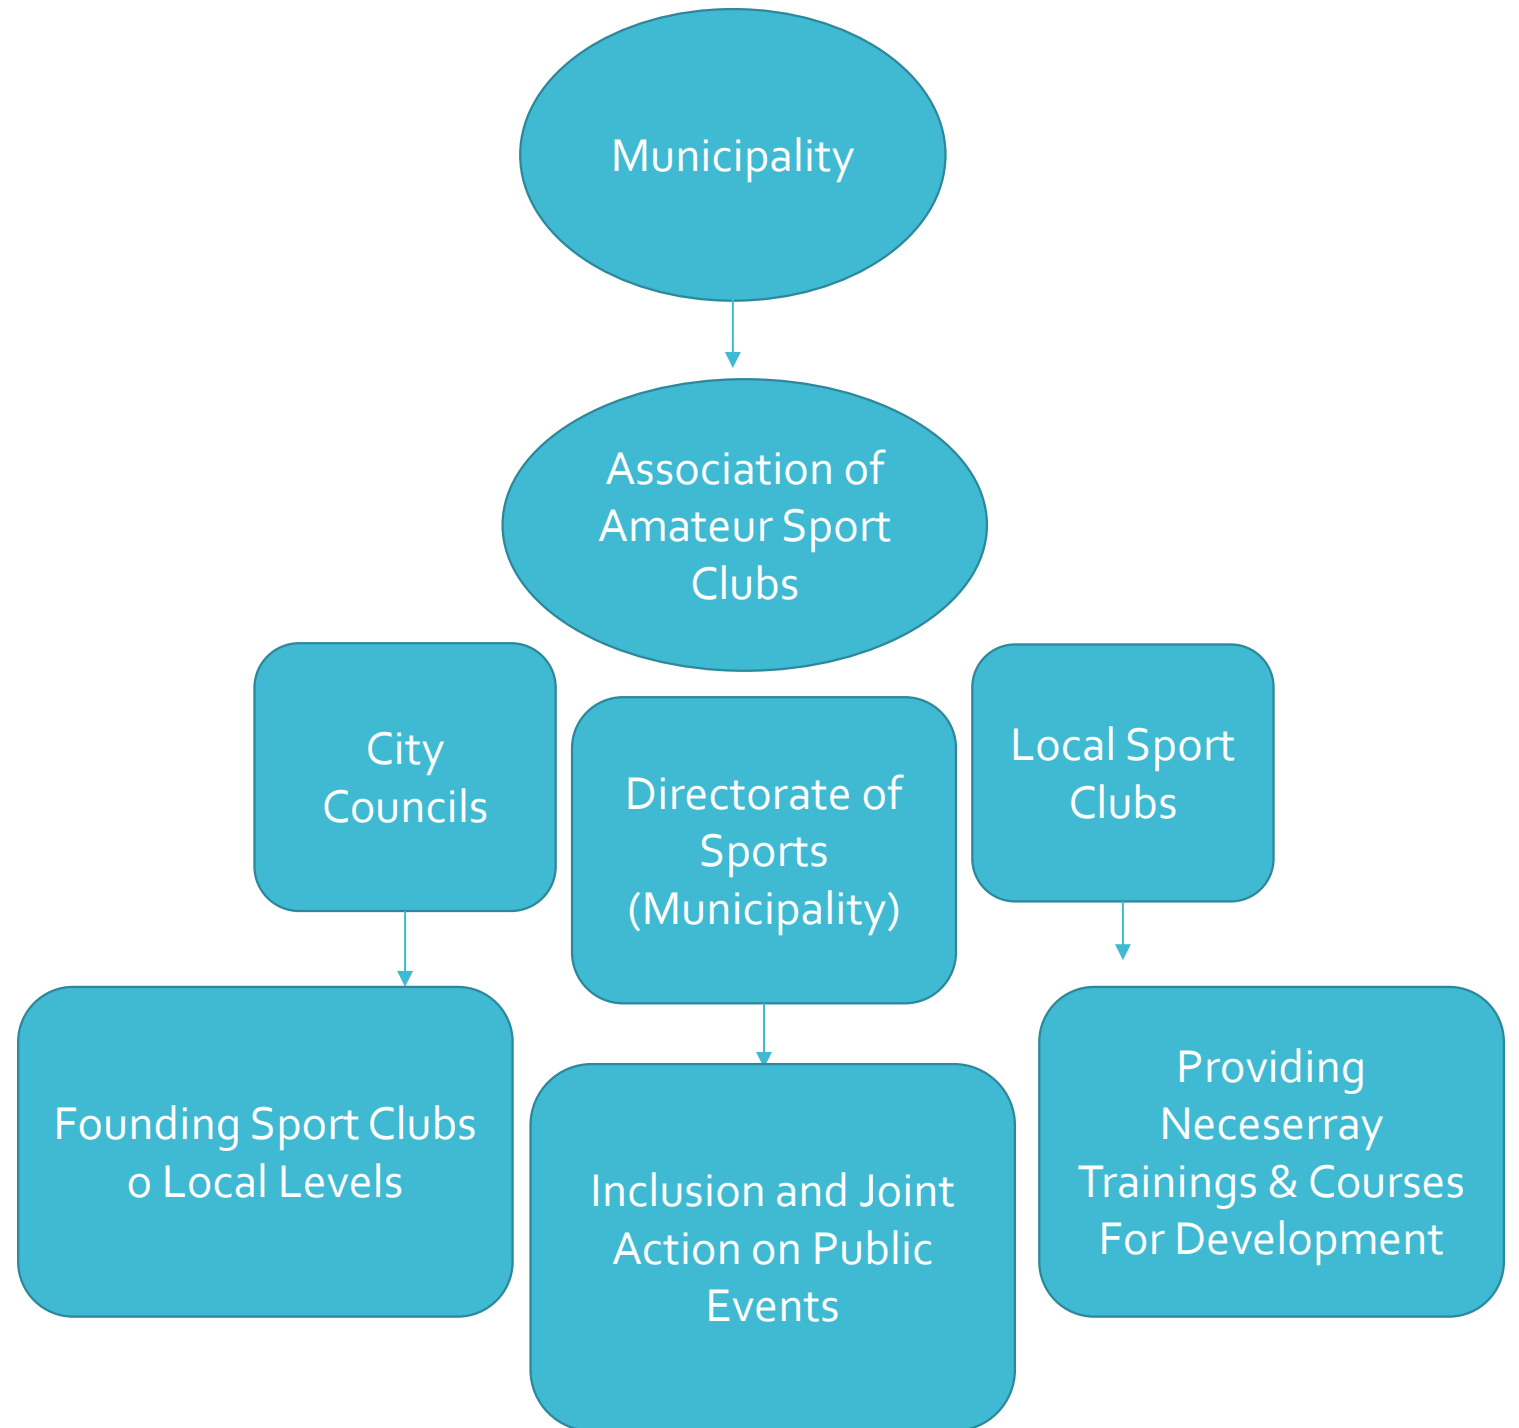 Municipality
Association of
Amateur Sport
Clubs
City
Councils
Directorate of
Sports
(Municipality)
Local Sport
Clubs
Founding Sport Clubs
o Local Levels
Inclusion and Joint
Action on Public
Events
Providing
Neceserray
Trainings & Courses
For Development